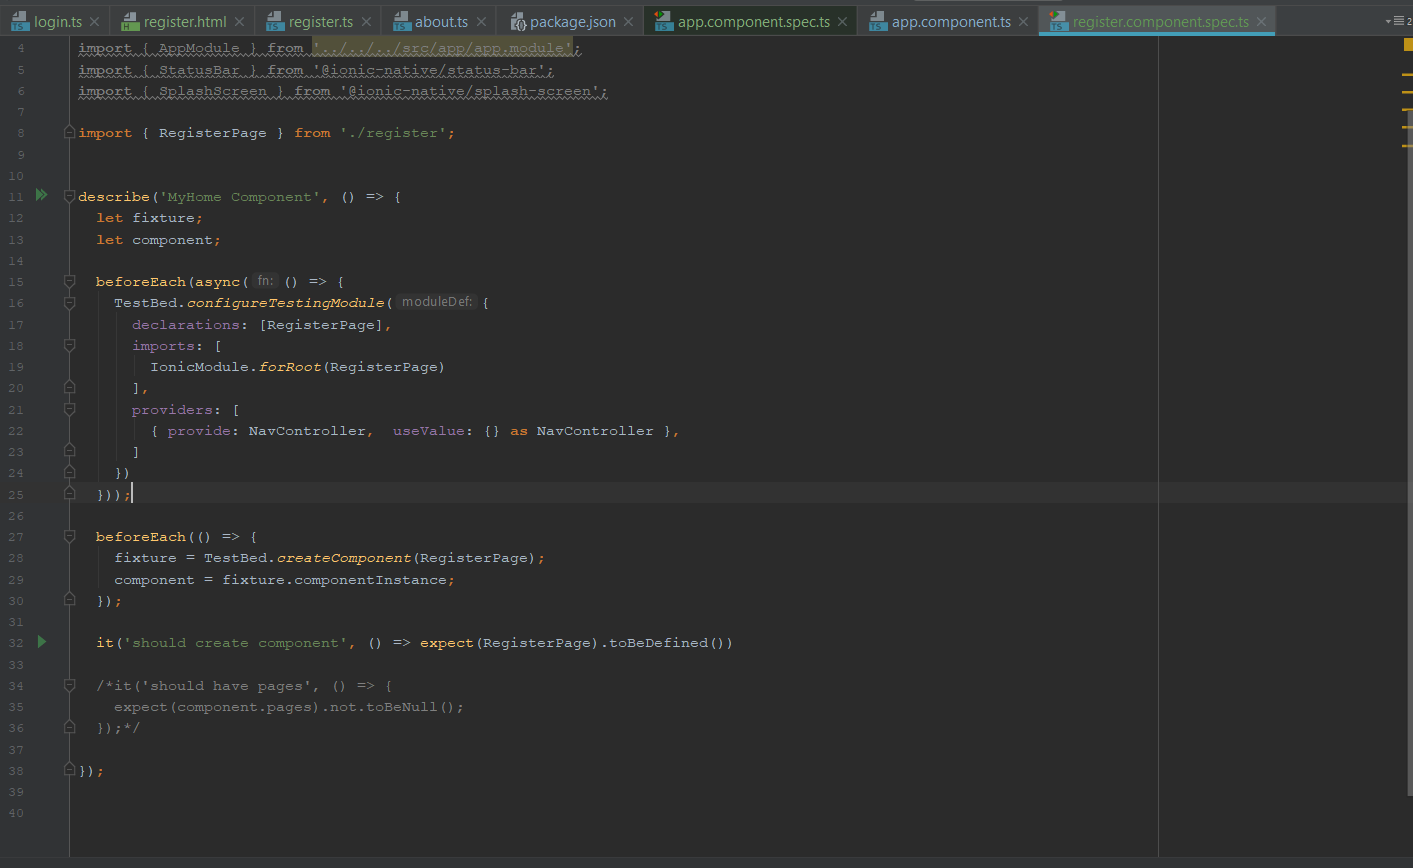 login.ts register.html register.ts about.ts package.json app.component.spec.ts app.component.ts register.component.spec.ts
4 import { AppModule } from '../../../src/app/app.module';
5 import { StatusBar } from '@ionic-native/status-bar';
6 import { SplashScreen } from '@ionic-native/splash-screen';
7
8 import { RegisterPage } from './register';
9
10
11 describe('MyHome Component', () => {
12 let fixture;
13 let component;
14
15 beforeEach(async( fn: () => {
16 TestBed.configureTestingModule( moduleDef: {
17 declarations: [RegisterPage],
18 imports: [
19 IonicModule.forRoot(RegisterPage)
20 ],
21 providers: [
22 { provide: NavController, useValue: {} as NavController },
23 ]
24 })
25 }));
26
27 beforeEach(() => {
28 fixture = TestBed.createComponent(RegisterPage);
29 component = fixture.componentInstance;
30 });
31
32 it('should create component', () => expect(RegisterPage).toBeDefined())
33
34 /*it('should have pages', () => {
35 expect(component.pages).not.toBeNull();
36 });*/
37
38 });
39
40